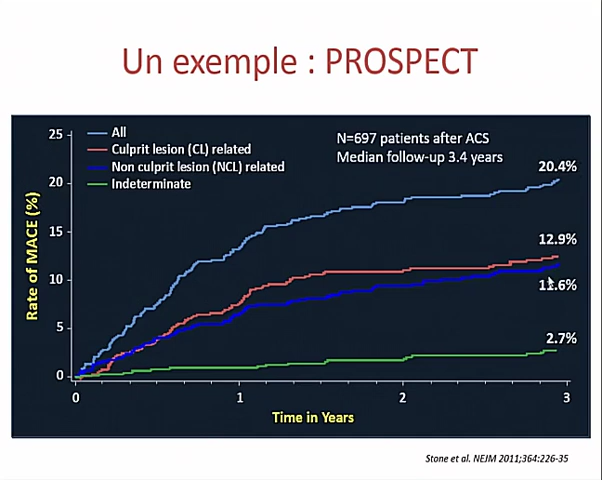 Un exemple : PROSPECT
25
20
15
10
5
0
Rate of MACE (%)
All
Culprit lesion (CL) related
Non culprit lesion (NCL) related
Indeterminate
N=697 patients after ACS
Median follow-up 3.4 years
20.4%
12.9%
11.6%
2.7%
0 1 2 3
Time in Years
Stone et al. NEJM 2011;364:226-35